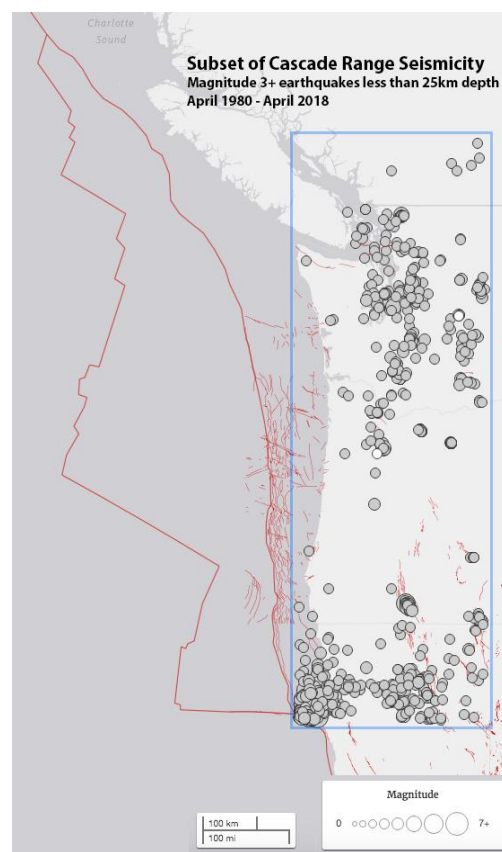 Charlotte
Sound
Subset of Cascade Range Seismicity
Magnitude 3+ earthquakes less than 25km depth
April 1980 - April 2018
Magnitude
0
7+
100 km
100 mi